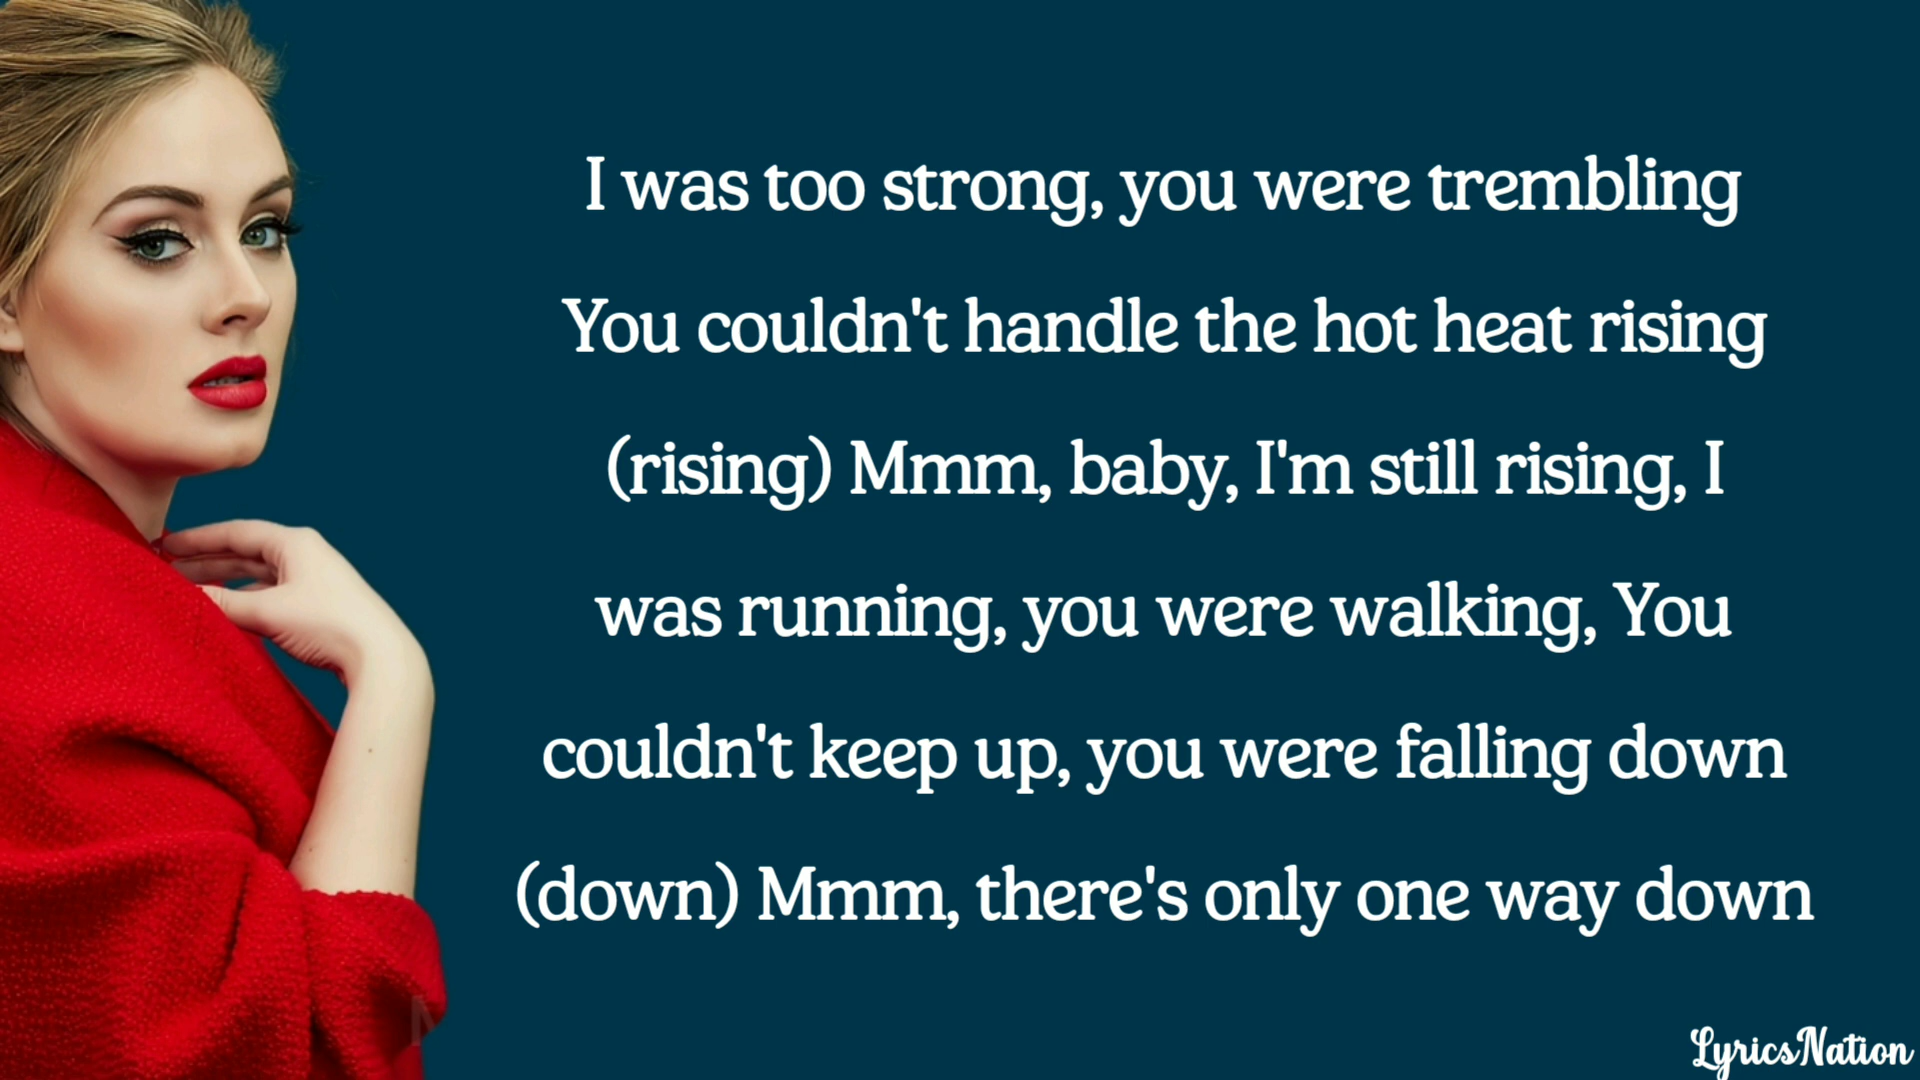 I was too strong, you were trembling
You couldn't handle the hot heat rising
(rising) Mmm, baby, I'm still rising, I
was running, you were walking, You
couldn't keep up, you were falling down
(down) Mmm, there's only one way down
LyricsNation